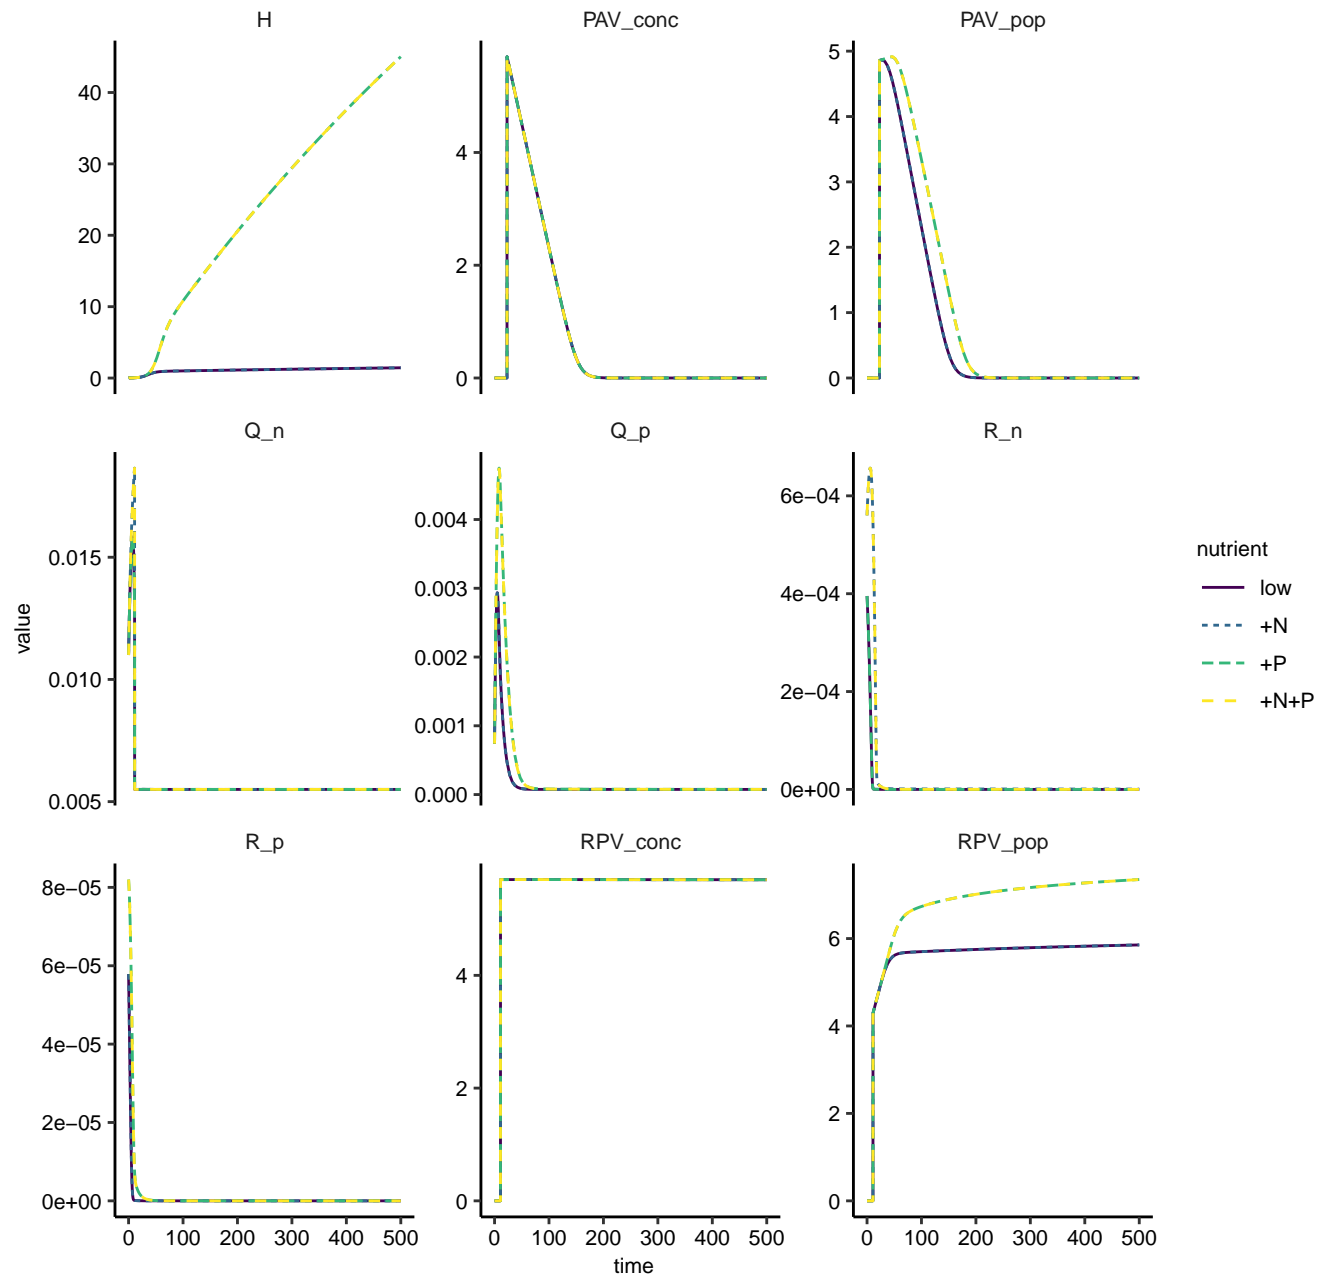 H
PAV_conc
PAV_pop
40
30
20
10
0
4
2
0
5
4
3
2
1
0
Q_n
Q_p
R_n
0.015
0.010
0.005
0.004
0.003
0.002
0.001
0.000
6e−04
4e−04
2e−04
0e+00
R_p
RPV_conc
RPV_pop
8e−05
6e−05
4e−05
2e−05
0e+00
4
2
0
6
4
2
0
0 100 200 300 400 500
0 100 200 300 400 500
0 100 200 300 400 500
time
value
nutrient
low
+N
+P
+N+P